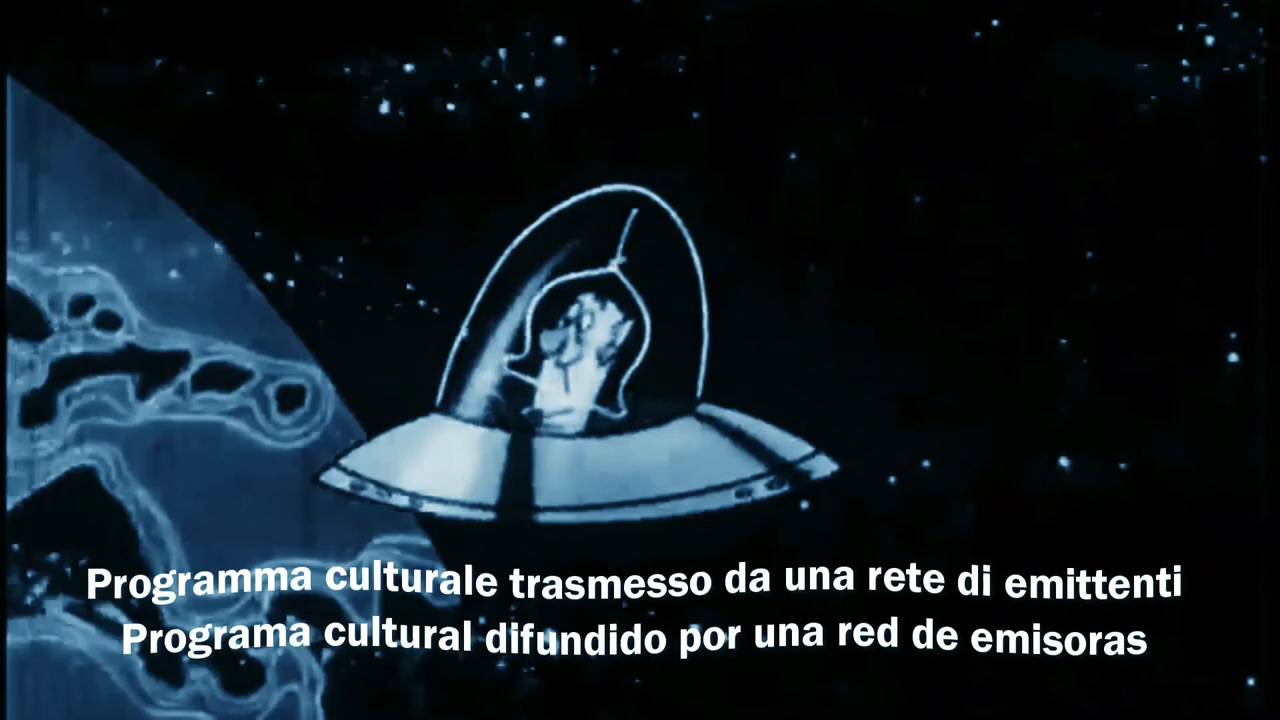 Programma culturale trasmesso da una rete di emittenti
Programa cultural difundido por una red de emisoras